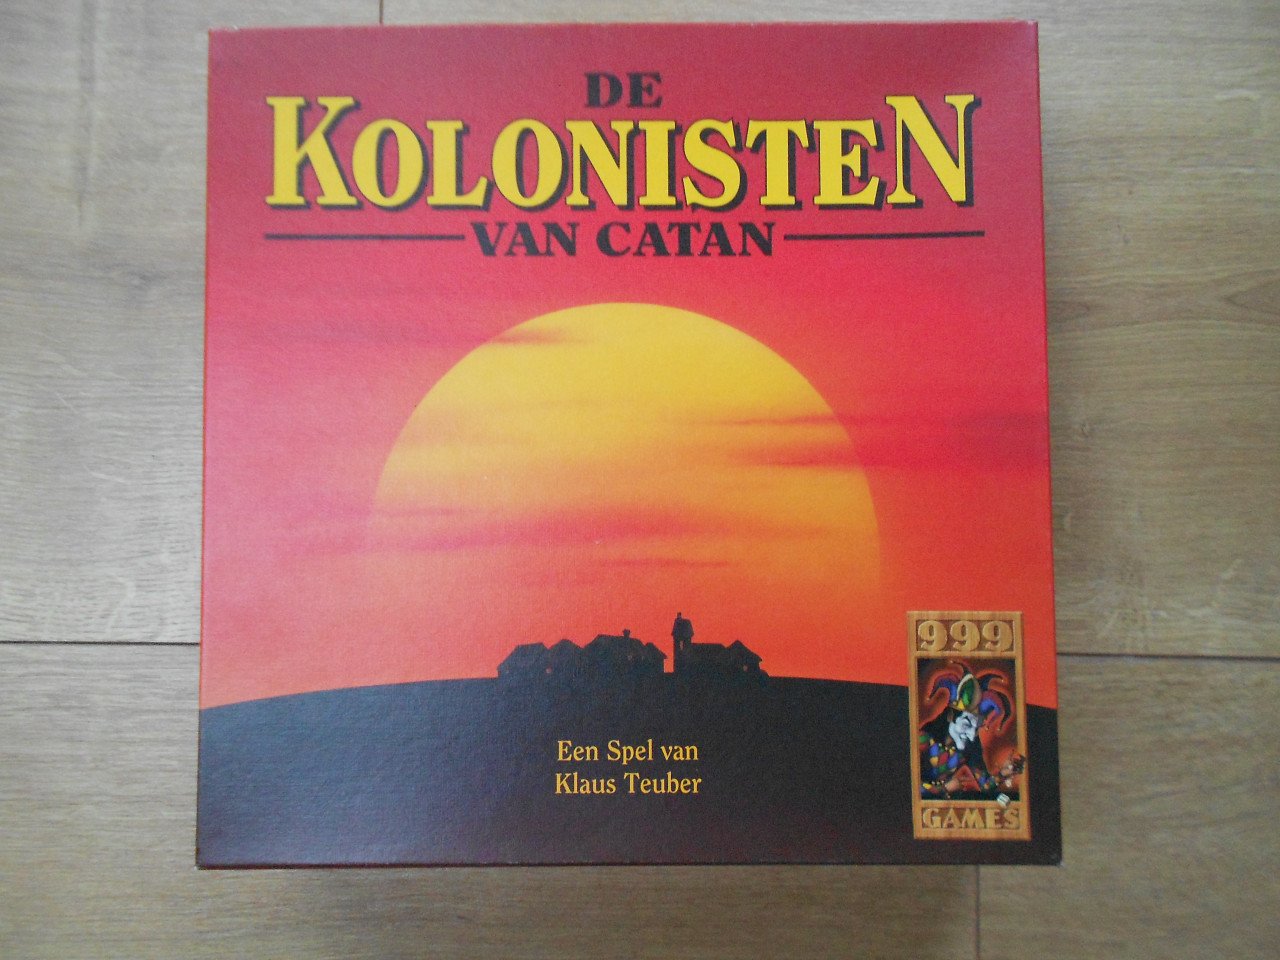 DE
KOLONISTEN
VAN CATAN
Een Spel van
Klaus Teuber
999
GAMES